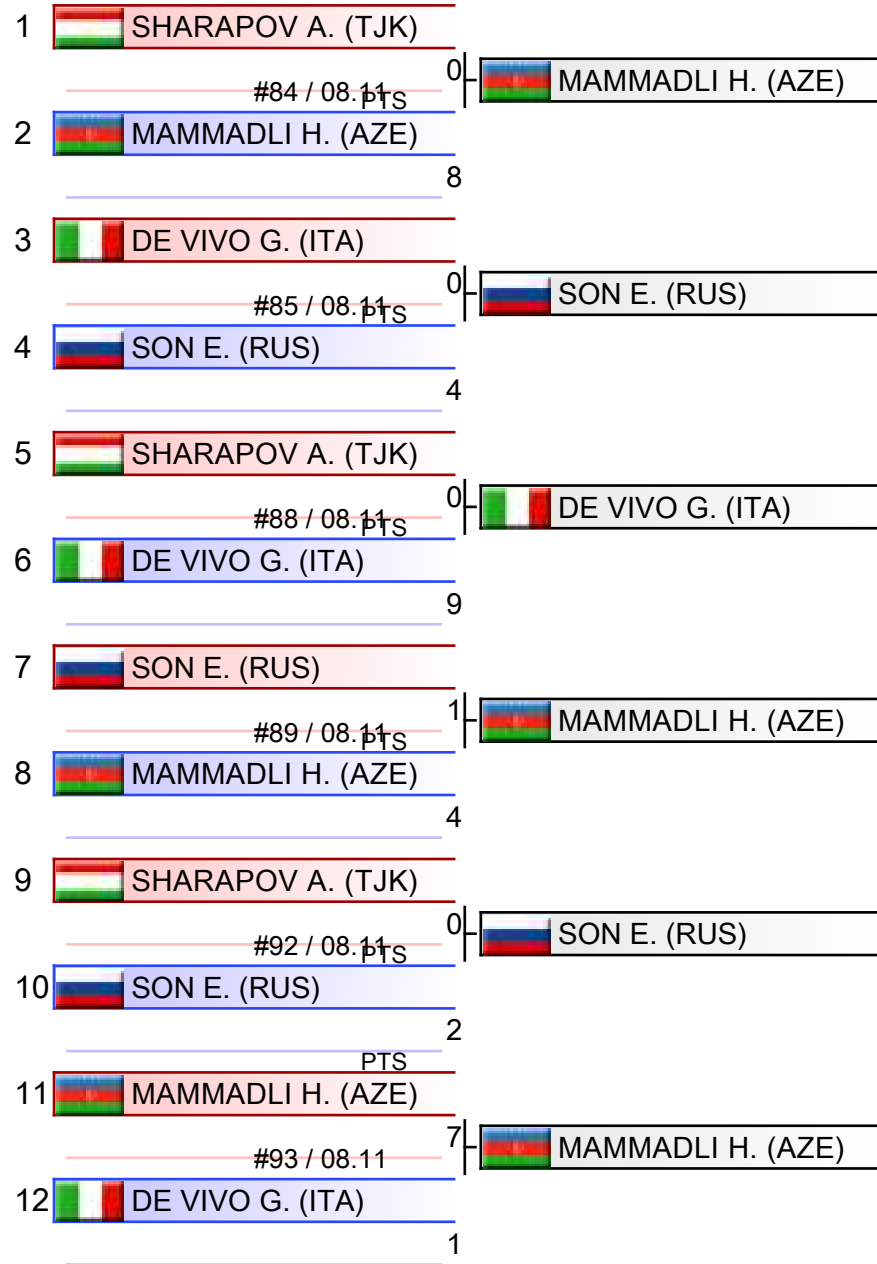 1 SHARAPOV A. (TJK)
0 MAMMADLI H. (AZE)
#84 / 08.11 PTS
2 MAMMADLI H. (AZE)
8
3 DE VIVO G. (ITA)
0 SON E. (RUS)
#85 / 08.11 PTS
4 SON E. (RUS)
4
5 SHARAPOV A. (TJK)
0 DE VIVO G. (ITA)
#88 / 08.11 PTS
6 DE VIVO G. (ITA)
9
7 SON E. (RUS)
1 MAMMADLI H. (AZE)
#89 / 08.11 PTS
8 MAMMADLI H. (AZE)
4
9 SHARAPOV A. (TJK)
0 SON E. (RUS)
#92 / 08.11 PTS
10 SON E. (RUS)
2
PTS
11 MAMMADLI H. (AZE)
7 MAMMADLI H. (AZE)
#93 / 08.11
12 DE VIVO G. (ITA)
1